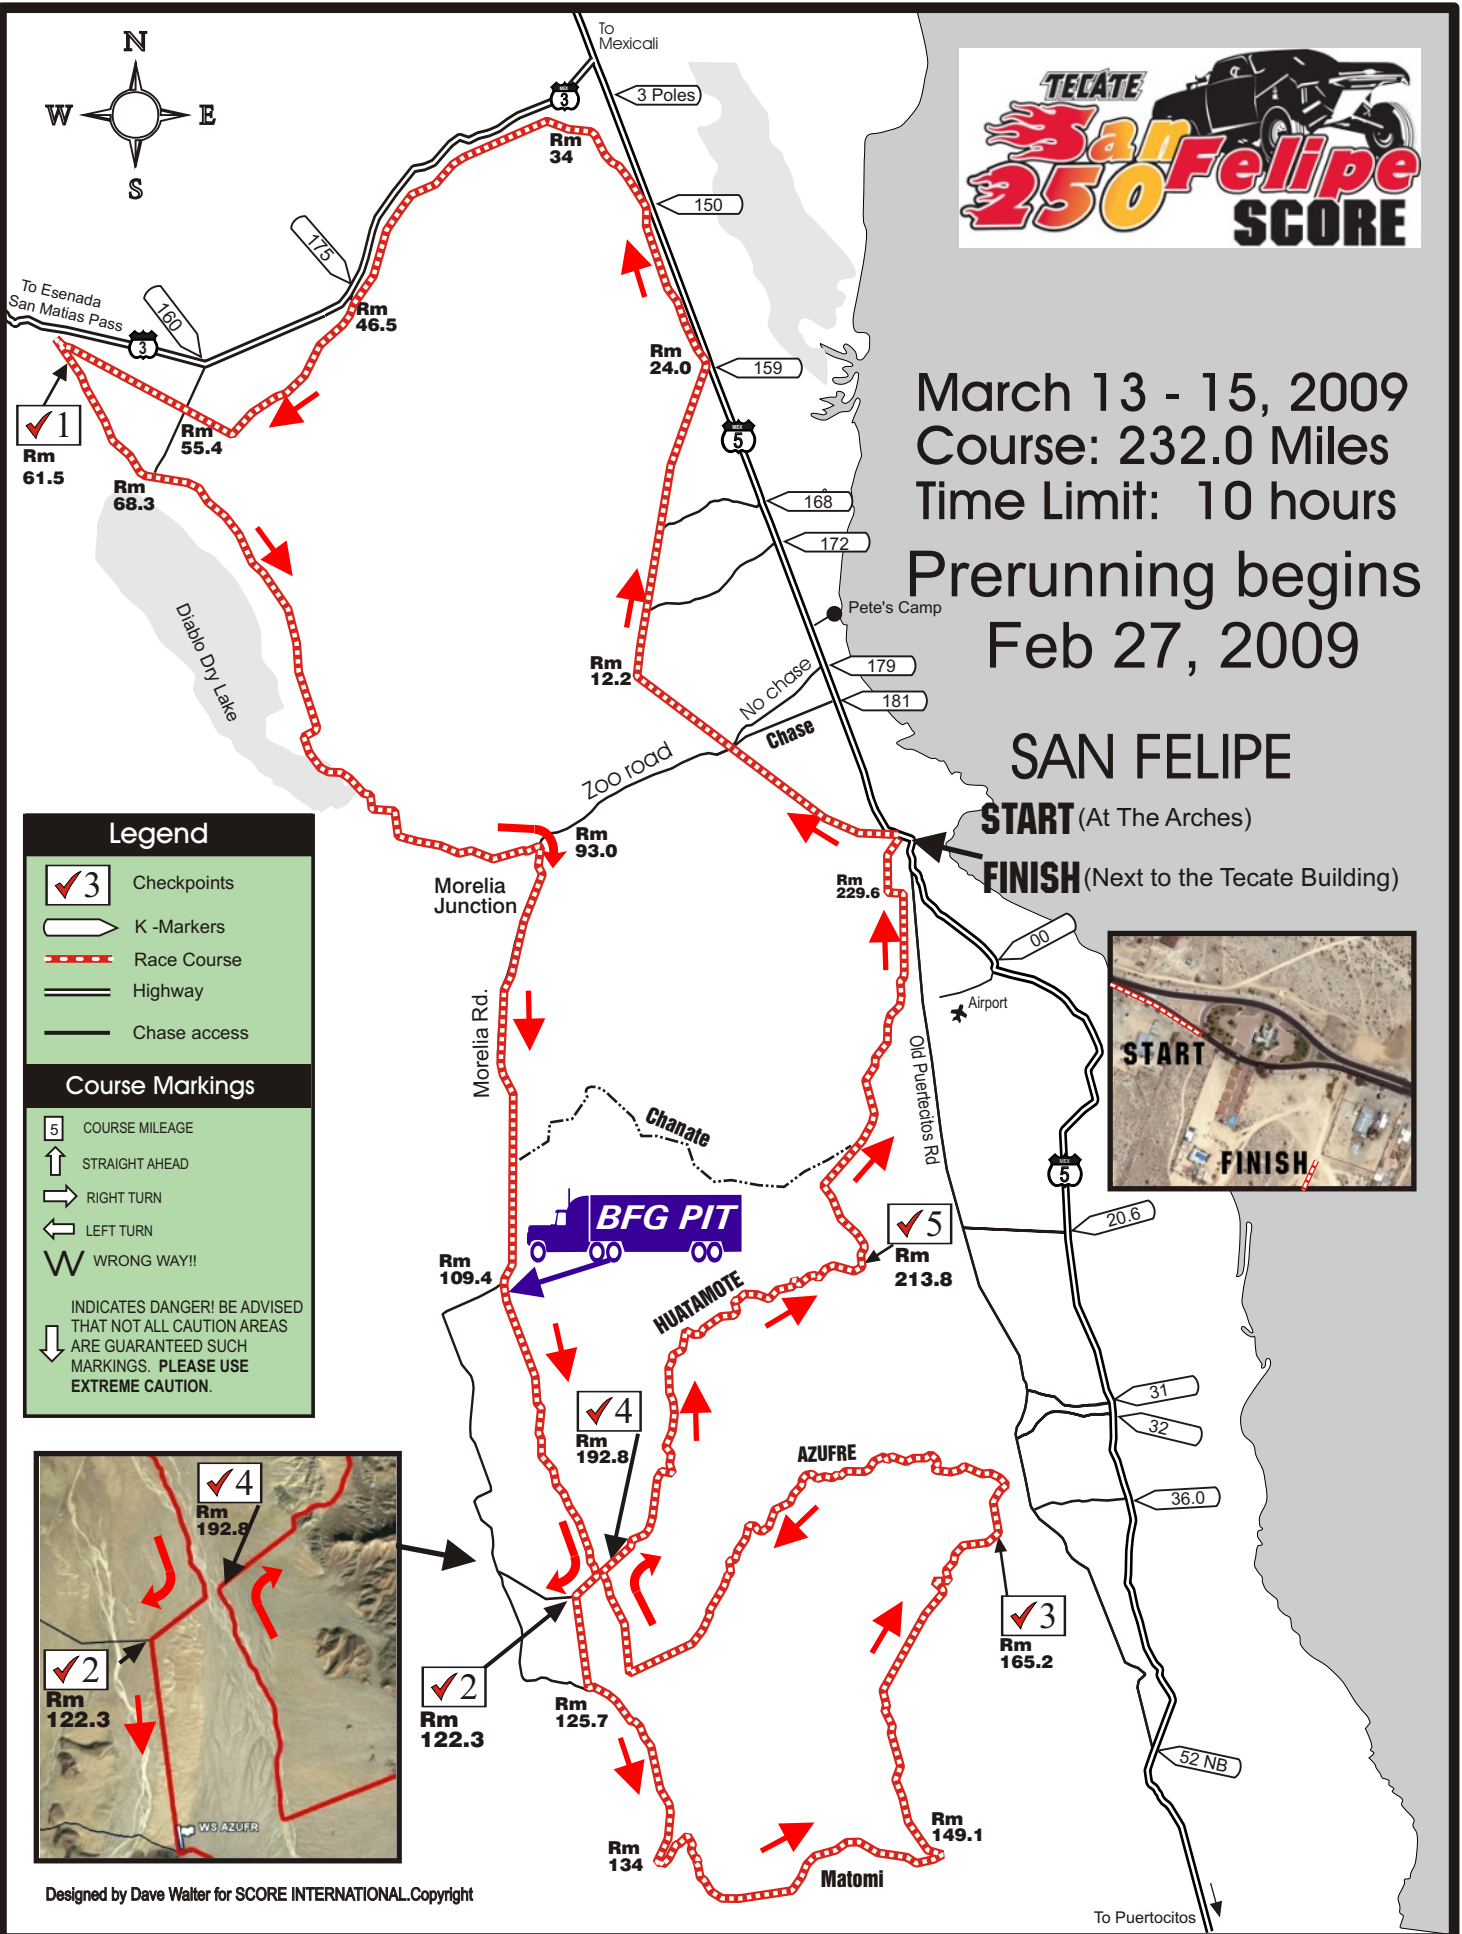 N
W
E
S
To
Mexicali
MEX
3
3 Poles
Rm
34
150
175
To Esenada
San Matias Pass
160
MEX
3
Rm
46.5
Rm
24.0
159
1
Rm
61.5
Rm
55.4
Rm
68.3
MEX
5
168
172
Pete's Camp
Diablo Dry Lake
Rm
12.2
No chase
179
181
Chase
Zoo road
TECATE
San Felipe
250
SCORE
March 13 - 15, 2009
Course: 232.0 Miles
Time Limit: 10 hours
Prerunning begins
Feb 27, 2009
SAN FELIPE
START (At The Arches)
FINISH (Next to the Tecate Building)
Legend
3 Checkpoints
K -Markers
Race Course
Highway
Chase access
Course Markings
5 COURSE MILEAGE
STRAIGHT AHEAD
RIGHT TURN
LEFT TURN
W WRONG WAY!!
INDICATES DANGER! BE ADVISED
THAT NOT ALL CAUTION AREAS
ARE GUARANTEED SUCH
MARKINGS. PLEASE USE
EXTREME CAUTION.
Rm
93.0
Morelia
Junction
Rm
229.6
00
Airport
Morelia Rd.
Old Puertecitos Rd
START
FINISH
Chanate
MEX
5
BFG PIT
5
Rm
213.8
20.6
Rm
109.4
HUATAMOTE
31
32
4
Rm
192.8
AZUFRE
36.0
4
Rm
192.8
2
Rm
122.3
WS AZUFR
3
Rm
165.2
2
Rm
122.3
Rm
125.7
52 NB
Rm
134
Rm
149.1
Matomi
To Puertocitos
Designed by Dave Walter for SCORE INTERNATIONAL.Copyright